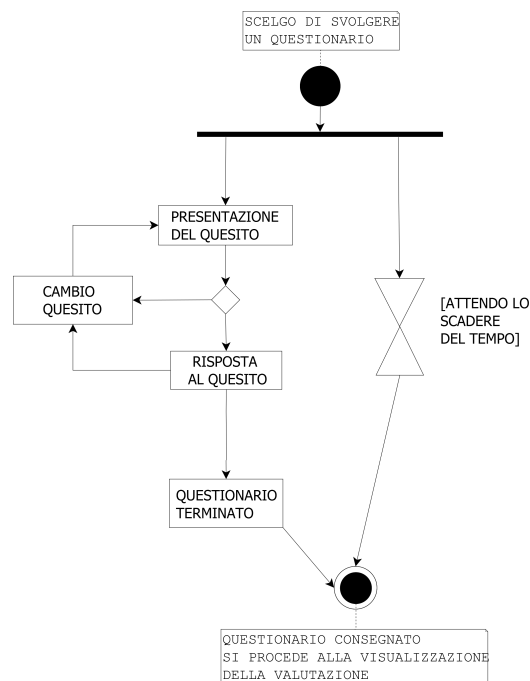 SCELGO DI SVOLGERE
UN QUESTIONARIO
PRESENTAZIONE
DEL QUESITO
CAMBIO
QUESITO
[ATTENDO LO
SCADERE
DEL TEMPO]
RISPOSTA
AL QUESITO
QUESTIONARIO
TERMINATO
QUESTIONARIO CONSEGNATO
SI PROCEDE ALLA VISUALIZZAZIONE
DELLA VALUTAZIONE